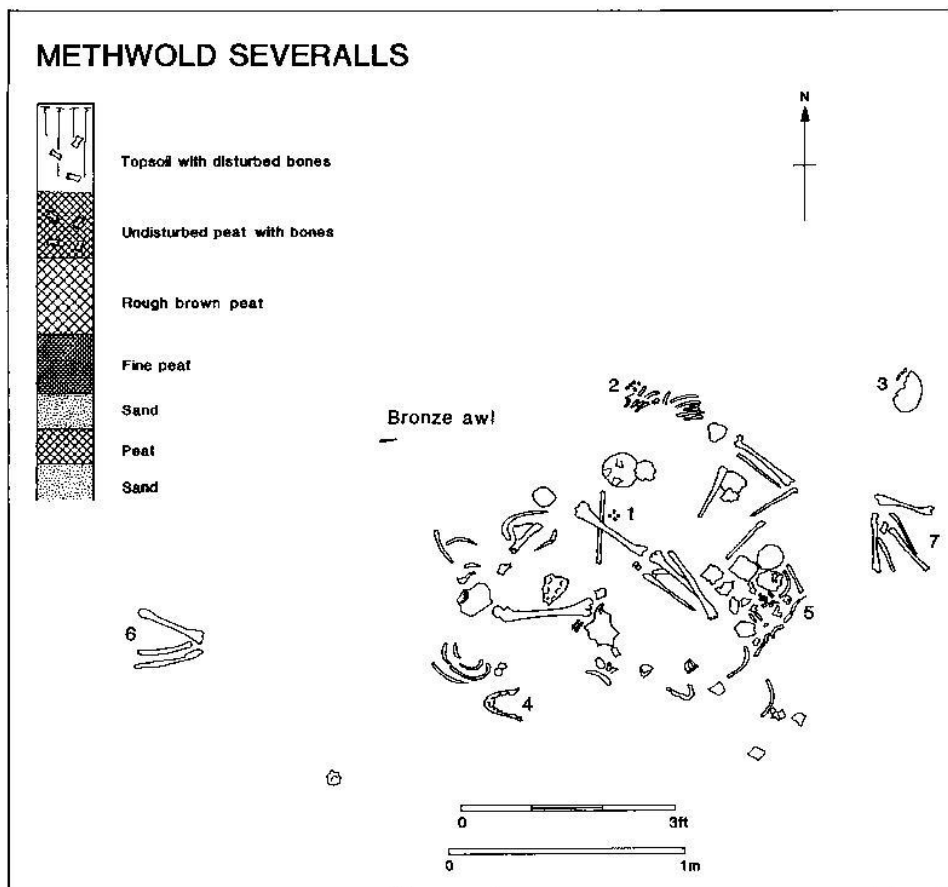 METHWOLD SEVERALLS
N
Topsoil with disturbed bones
Undisturbed peat with bones
Rough brown peat
Fine peat
Sand
Peat
Sand
2
3
Bronze awl
1
7
5
6
4
0 3ft
0 1m